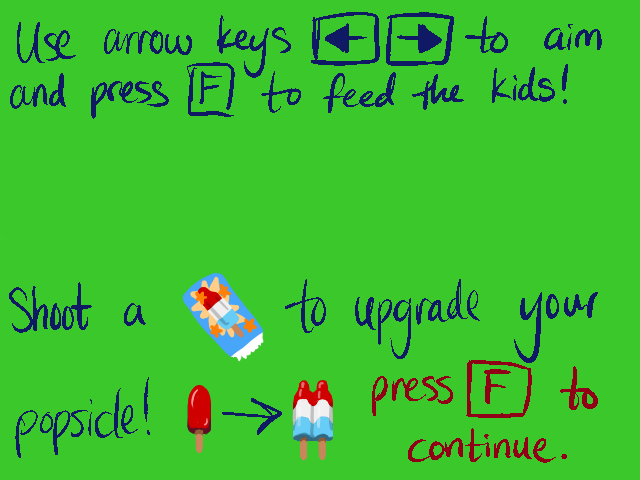 Use arrow keys ← → to aim
and press F to feed the kids!
Shoot a to upgrade your
popsicle! →
press F to
continue.